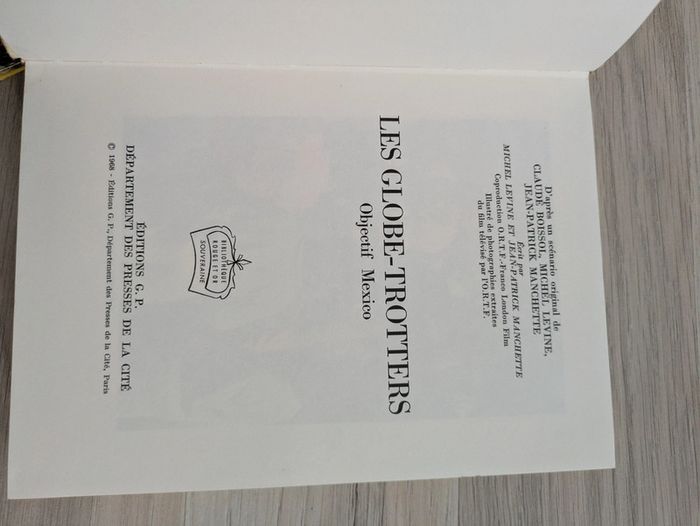 D'après un scénario original de
CLAUDE BOISSOL, MICHEL LEVINE,
JEAN-PATRICK MANCHETTE
Écrit par
MICHEL LEVINE ET JEAN-PATRICK MANCHETTE
Coproduction O.R.T.F.-Franco London Film
Illustré de photographies extraites
du film télévisé par l'O.R.T.F.
LES GLOBE-TROTTERS
Objectif Mexico
BIBLIOTHÈQUE
ROUGE ET OR
SOUVERAINE
ÉDITIONS G. P.
DÉPARTEMENT DES PRESSES DE LA CITÉ
© 1968 - Éditions G. P., Département des Presses de la Cité, Paris